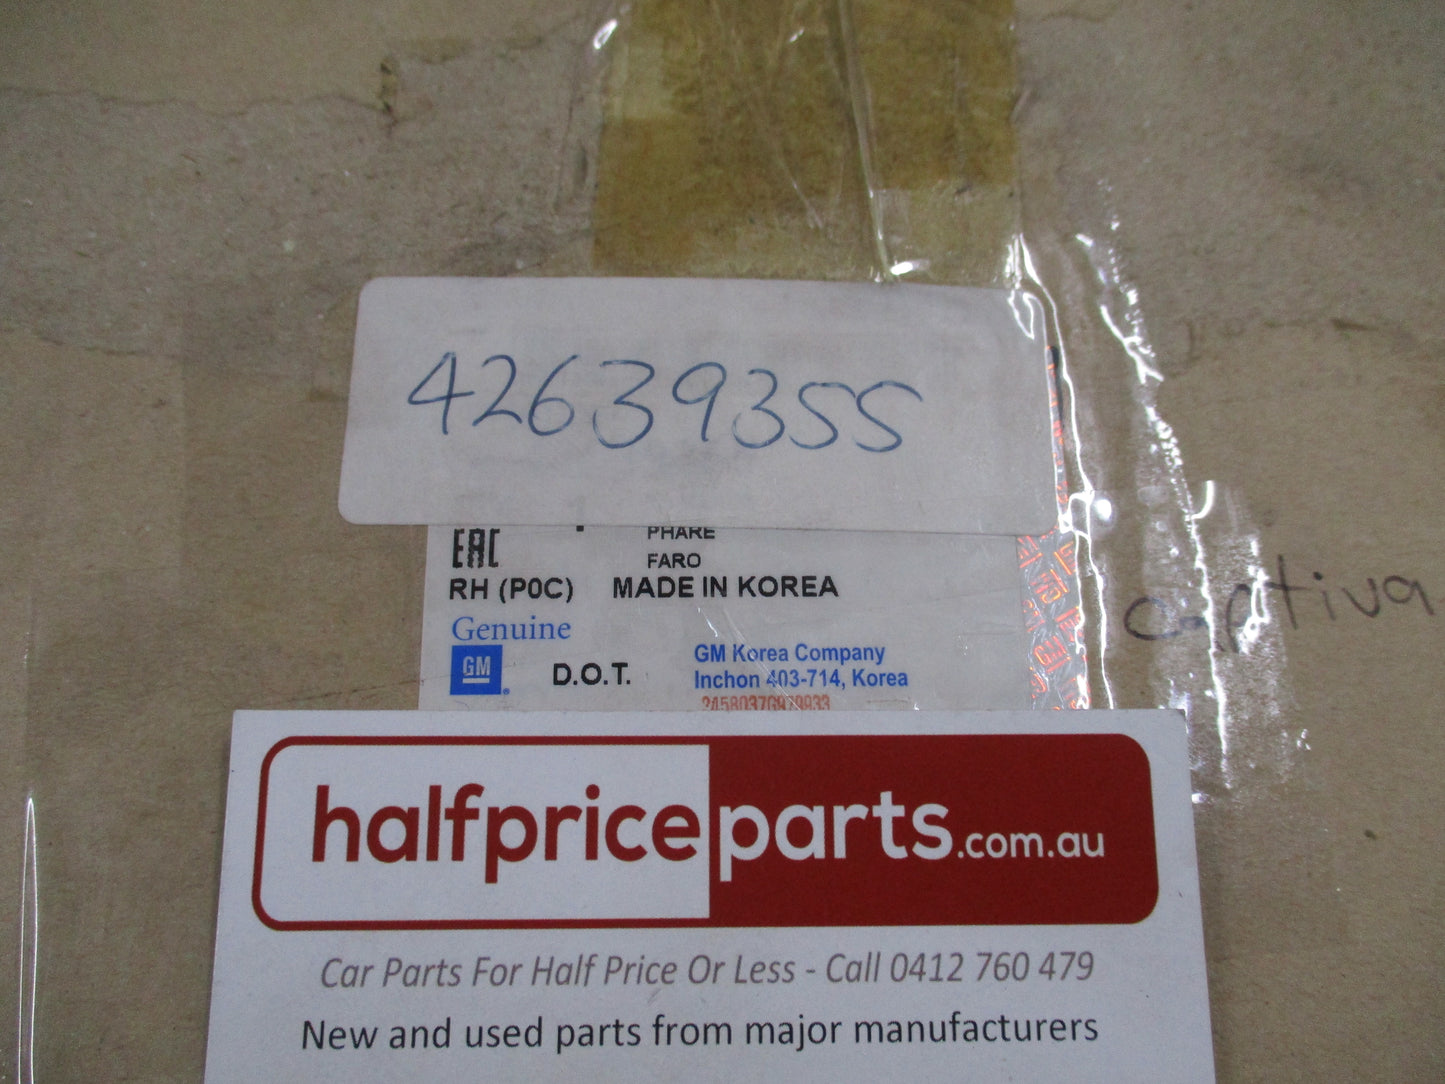 42639355
PHARE
EAC
FARO
RH (P0C) MADE IN KOREA
Genuine
GM
D.O.T.
GM Korea Company
Inchon 403-714, Korea
captiva
halfpriceparts.com.au
Car Parts For Half Price Or Less - Call 0412 760 479
New and used parts from major manufacturers